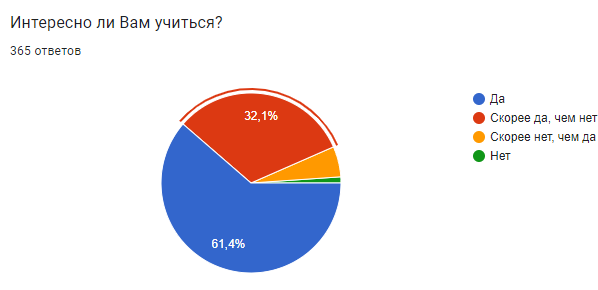 Интересно ли Вам учиться?
365 ответов
32,1%
61,4%
Да
Скорее да, чем нет
Скорее нет, чем да
Нет